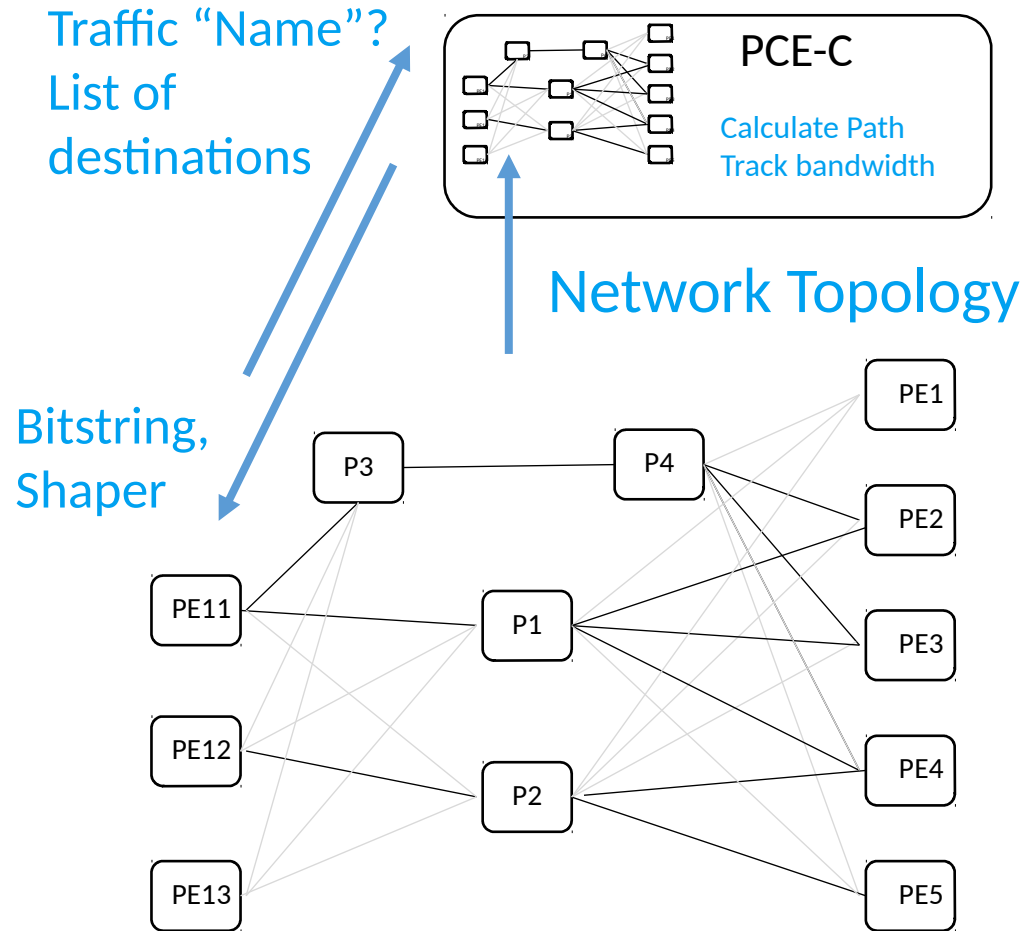 Traffic “Name”?
List of
destinations
PCE-C
Calculate Path
Track bandwidth
Network Topology
Bitstring,
Shaper
PE1
P3
P4
PE2
PE11
P1
PE3
PE12
P2
PE4
PE13
PE5